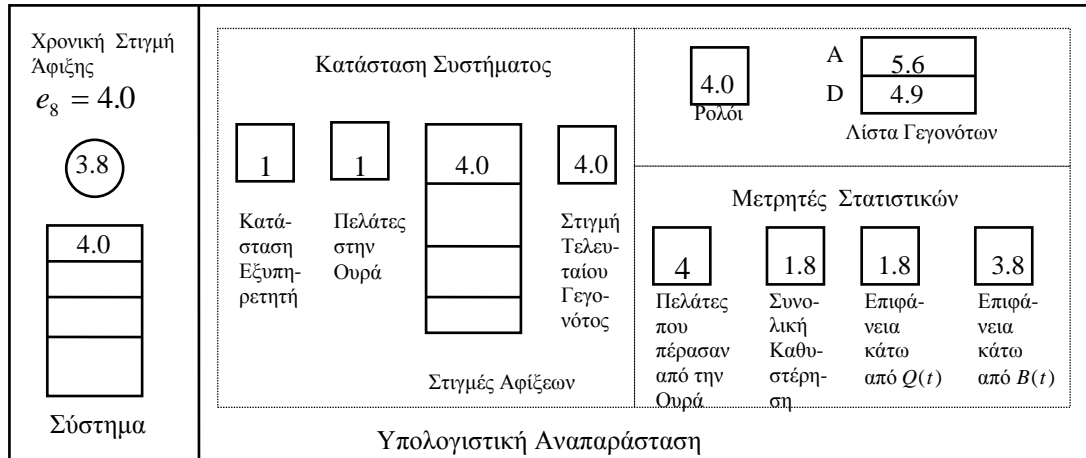 Χρονική Στιγμή
Άφιξης
e₈ = 4.0
3.8
4.0
Σύστημα
Κατάσταση Συστήματος
1
1
4.0
4.0
Κατά-
σταση
Εξυπη-
ρετητή
Πελάτες
στην
Ουρά
Στιγμή
Τελευ-
ταίου
Γεγο-
νότος
Στιγμές Αφίξεων
4.0
Ρολόι
A
5.6
D
4.9
Λίστα Γεγονότων
Μετρητές Στατιστικών
4
1.8
1.8
3.8
Πελάτες
που
πέρασαν
από την
Ουρά
Συνο-
λική
Καθυ-
στέρη-
ση
Επιφά-
νεια
κάτω
από Q(t)
Επιφά-
νεια
κάτω
από B(t)
Υπολογιστική Αναπαράσταση